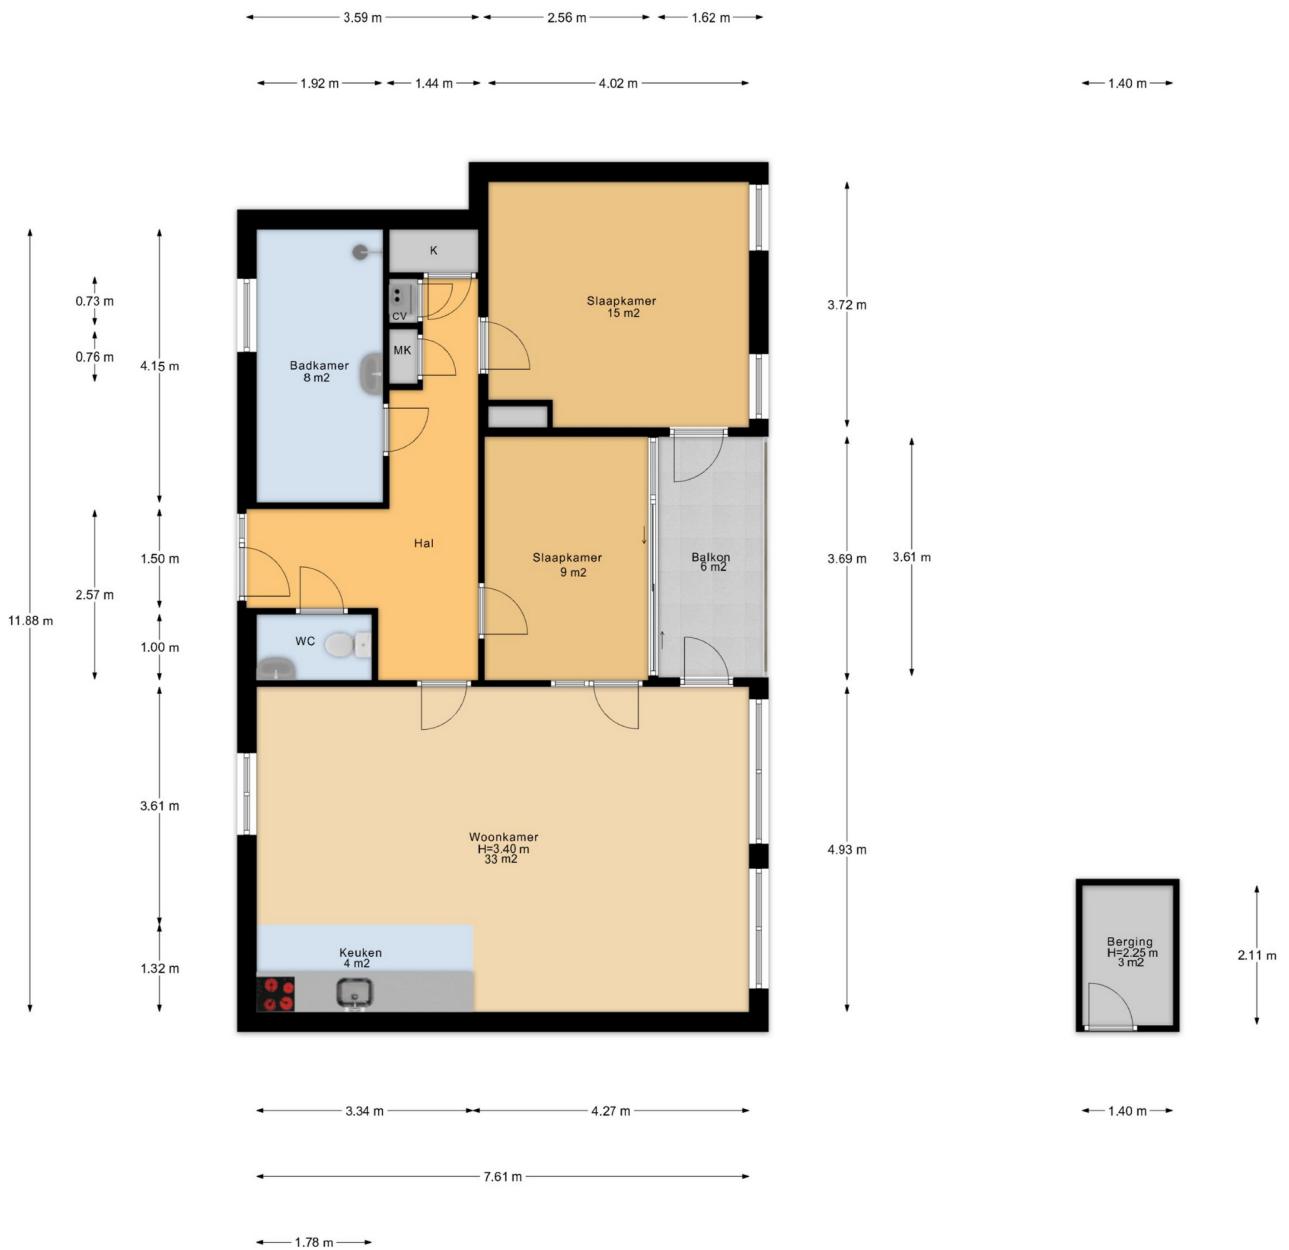 3.59 m 2.56 m 1.62 m
1.92 m 1.44 m 4.02 m 1.40 m
K
0.73 m
Slaapkamer
15 m2
3.72 m
CV
MK
0.76 m
Badkamer
8 m2
4.15 m
Hal
Slaapkamer
9 m2
Balkon
6 m2
1.50 m
3.69 m
3.61 m
2.57 m
11.88 m
WC
1.00 m
3.61 m
Woonkamer
H=3.40 m
33 m2
4.93 m
Keuken
4 m2
1.32 m
Berging
H=2.25 m
3 m2
2.11 m
3.34 m 4.27 m 1.40 m
7.61 m
1.78 m